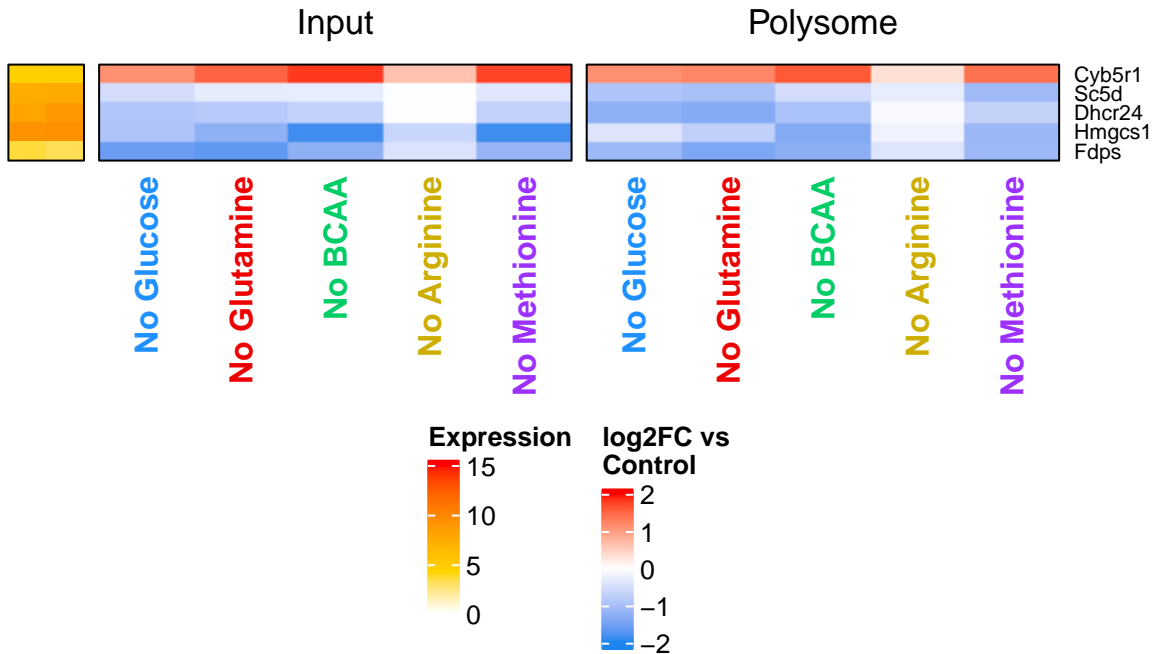 Input
Polysome
Cyb5r1
Sc5d
Dhcr24
Hmgcs1
Fdps
No Glucose
No Glutamine
No BCAA
No Arginine
No Methionine
No Glucose
No Glutamine
No BCAA
No Arginine
No Methionine
Expression
15
10
5
0
log2FC vs
Control
2
1
0
−1
−2